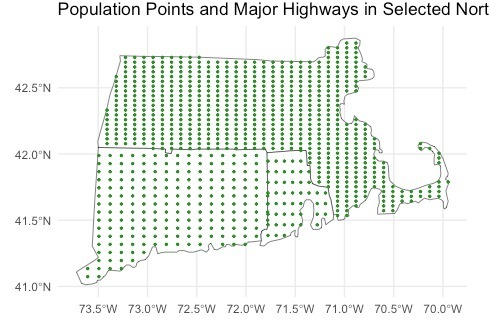 Population Points and Major Highways in Selected Nort
42.5°N
42.0°N
41.5°N
41.0°N
73.5°W 73.0°W 72.5°W 72.0°W 71.5°W 71.0°W 70.5°W 70.0°W